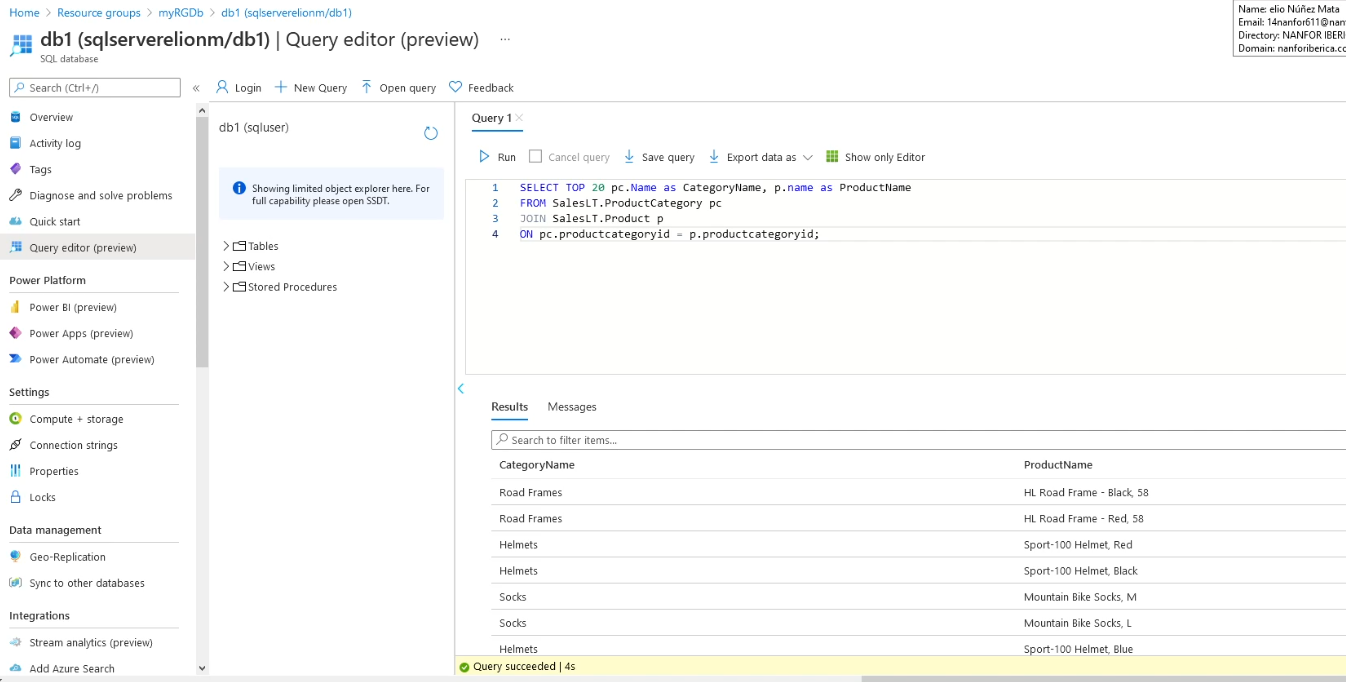 Home > Resource groups > myRGDb > db1 (sqlserverelionm/db1)
Name: elio Núñez Mata
Email: 14nanfor611@nan
Directory: NANFOR IBERI
Domain: nanforiberica.co
db1 (sqlserverelionm/db1) | Query editor (preview) ...
SQL database
Search (Ctrl+/)
«
Login
New Query
Open query
Feedback
Overview
Activity log
Tags
Diagnose and solve problems
Quick start
Query editor (preview)
Power Platform
Power BI (preview)
Power Apps (preview)
Power Automate (preview)
Settings
Compute + storage
Connection strings
Properties
Locks
Data management
Geo-Replication
Sync to other databases
Integrations
Stream analytics (preview)
Add Azure Search
db1 (sqluser)
Showing limited object explorer here. For
full capability please open SSDT.
Tables
Views
Stored Procedures
Query 1
Run
Cancel query
Save query
Export data as
Show only Editor
1 SELECT TOP 20 pc.Name as CategoryName, p.name as ProductName
2 FROM SalesLT.ProductCategory pc
3 JOIN SalesLT.Product p
4 ON pc.productcategoryid = p.productcategoryid;
Results Messages
Search to filter items...
CategoryName ProductName
Road Frames HL Road Frame - Black, 58
Road Frames HL Road Frame - Red, 58
Helmets Sport-100 Helmet, Red
Helmets Sport-100 Helmet, Black
Socks Mountain Bike Socks, M
Socks Mountain Bike Socks, L
Helmets Sport-100 Helmet, Blue
Query succeeded | 4s